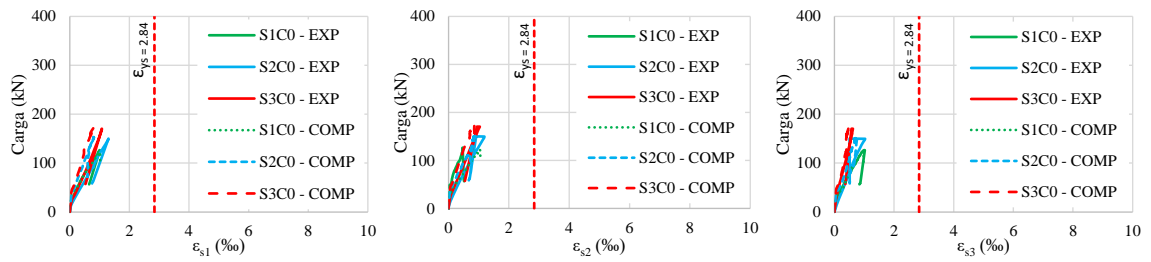 400
300
200
100
0
Carga (kN)
0 2 4 6 8 10
εs1 (‰)
εys = 2.84
S1C0 - EXP
S2C0 - EXP
S3C0 - EXP
S1C0 - COMP
S2C0 - COMP
S3C0 - COMP
400
300
200
100
0
Carga (kN)
0 2 4 6 8 10
εs2 (‰)
εys = 2.84
S1C0 - EXP
S2C0 - EXP
S3C0 - EXP
S1C0 - COMP
S2C0 - COMP
S3C0 - COMP
400
300
200
100
0
Carga (kN)
0 2 4 6 8 10
εs3 (‰)
εys = 2.84
S1C0 - EXP
S2C0 - EXP
S3C0 - EXP
S1C0 - COMP
S2C0 - COMP
S3C0 - COMP